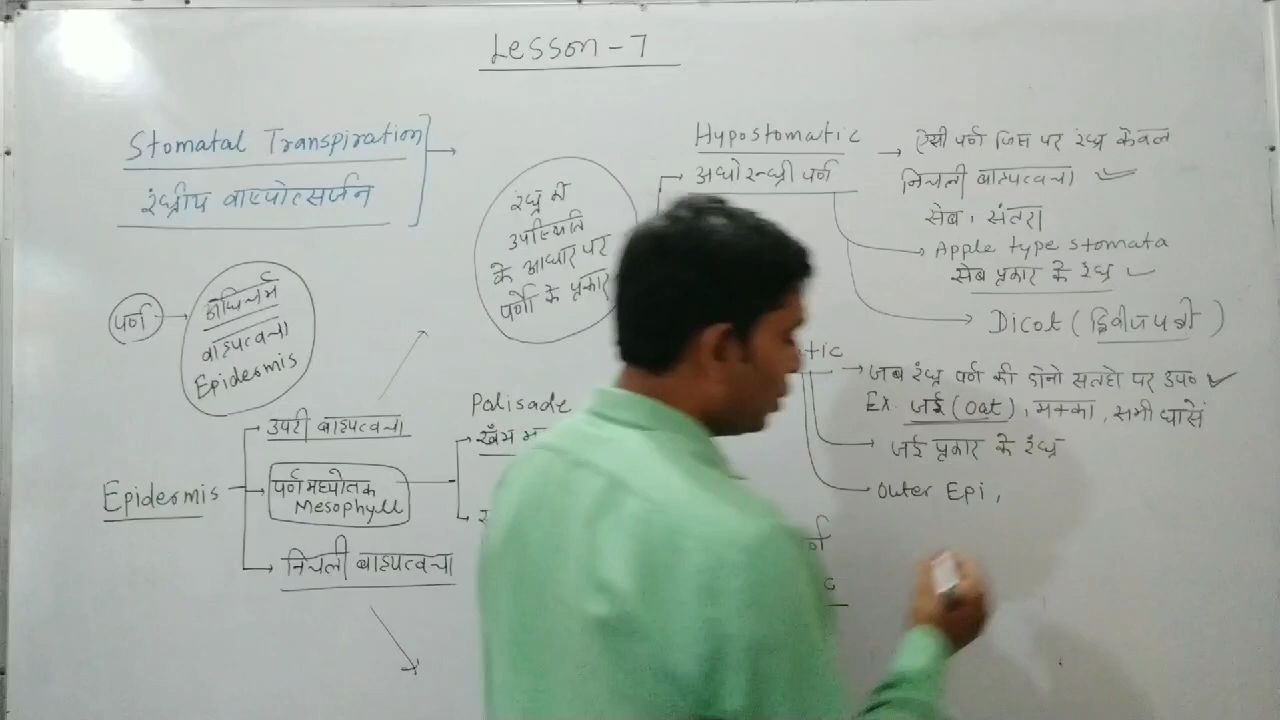 Lesson - 7
Stomatal Transpiration
रंध्रीय वाष्पोत्सर्जन
पर्ण
अधिचर्म
बाह्यत्वचा
Epidermis
Epidermis
उपरी बाह्यत्वचा
पर्णमध्योतक
Mesophyll
निचली बाह्यत्वचा
Palisade
रंध्र की
उपस्थिति
के आधार पर
पर्णो के प्रकार
Hypostomatic
अधोरन्ध्री पर्ण
ऐसी पर्ण जिस पर रंध्र केवल
निचली बाह्यत्वचा
सेब, संतरा
Apple type stomata
सेब प्रकार के रंध्र
Dicot (द्विबीजपत्री)
tic
जब रंध्र पर्ण की दोनो सतहो पर उप०
Ex. जई (Oat), मक्का, सभी घासें
जई प्रकार के रंध्र
Outer Epi,